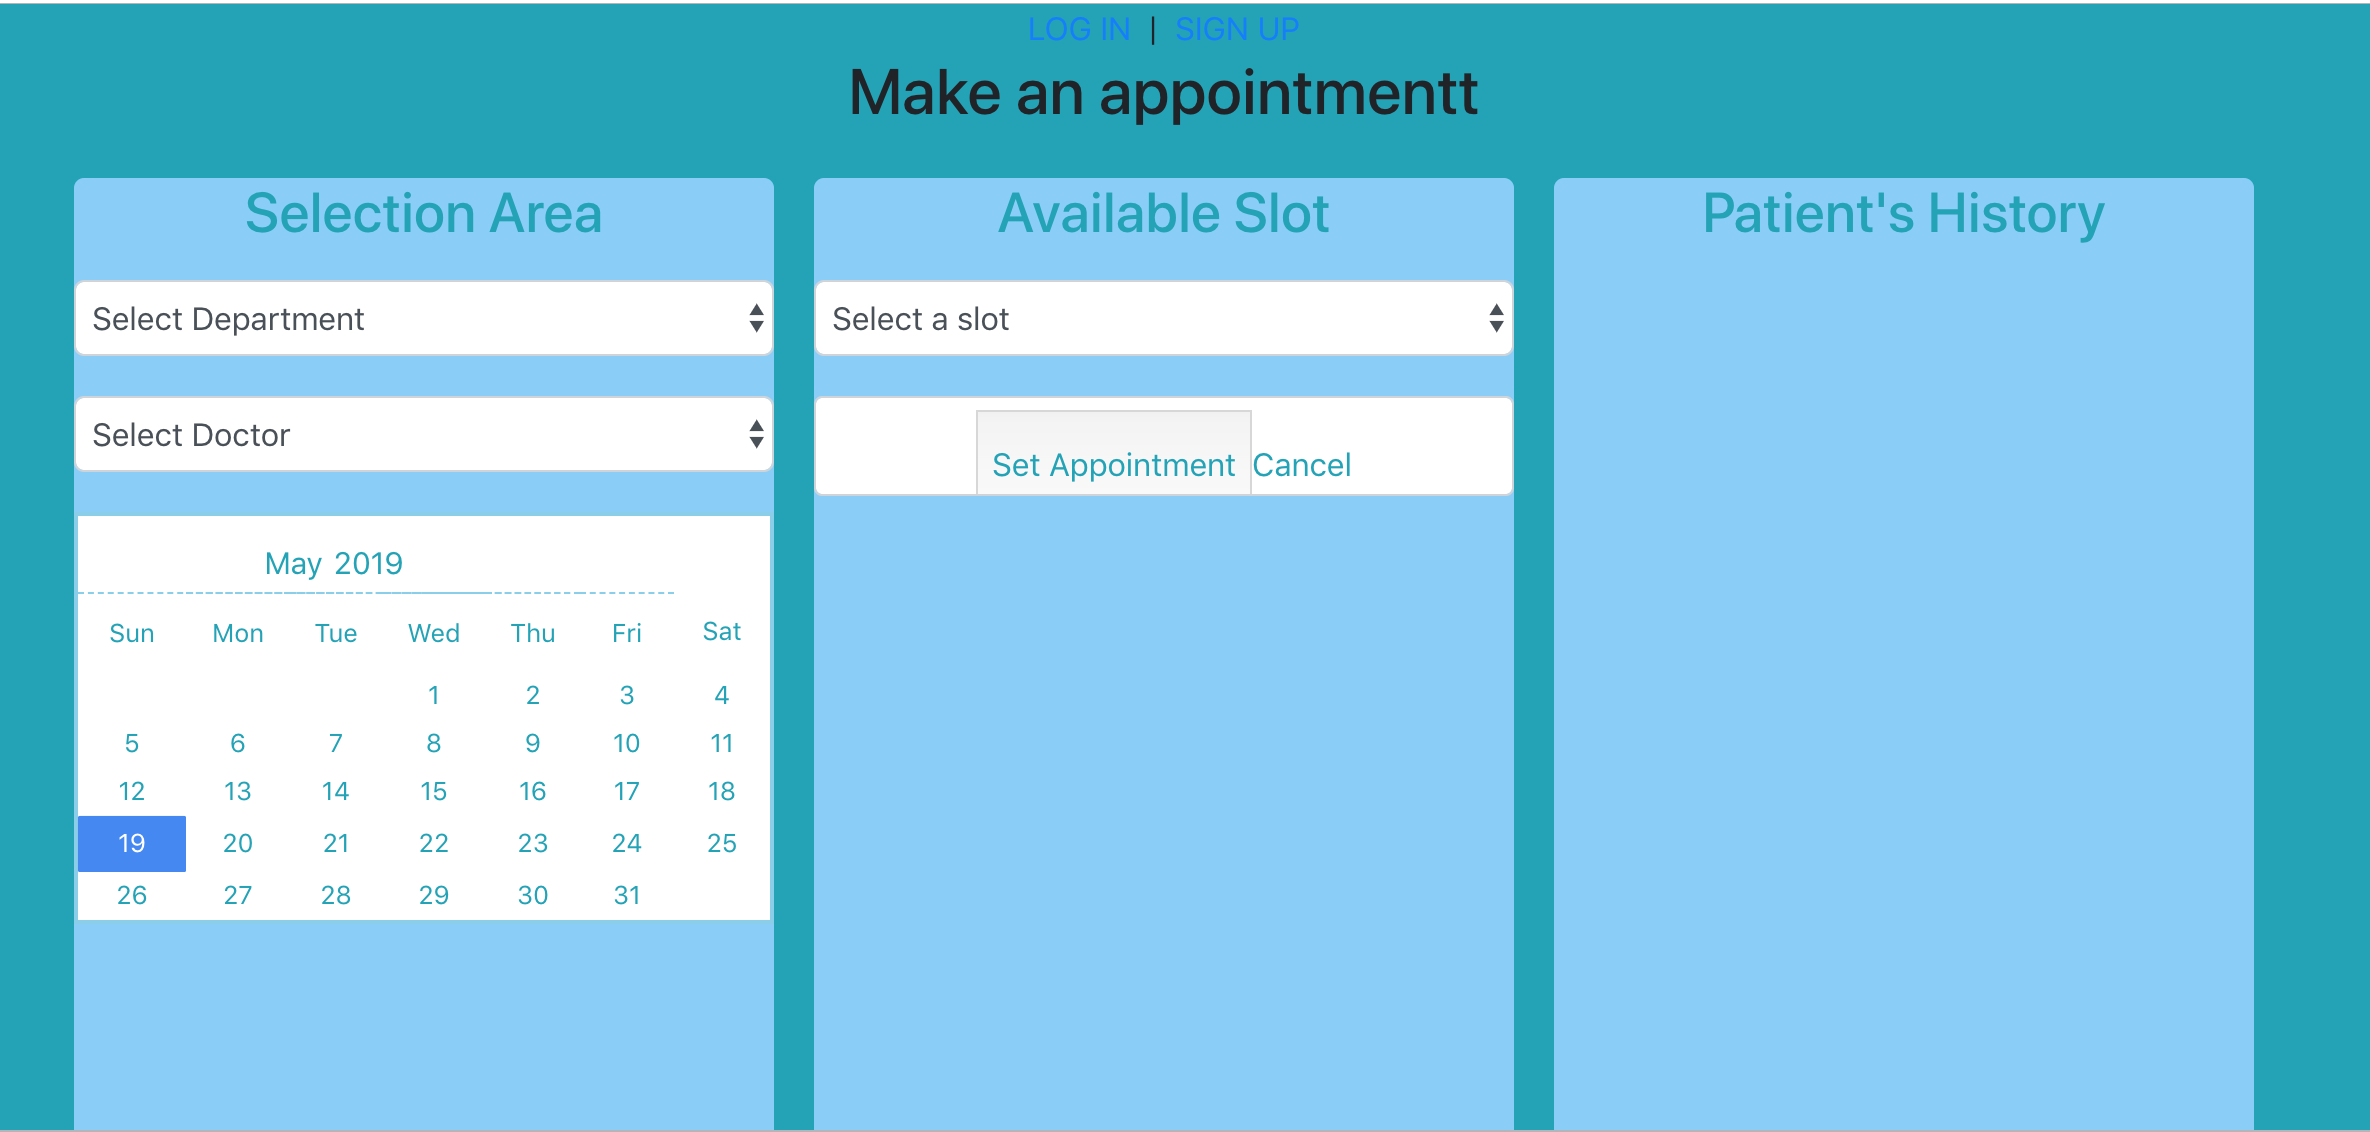 LOG IN | SIGN UP
Make an appointmentt
Selection Area
Select Department
Select Doctor
May 2019
Sun Mon Tue Wed Thu Fri Sat
1 2 3 4
5 6 7 8 9 10 11
12 13 14 15 16 17 18
19 20 21 22 23 24 25
26 27 28 29 30 31
Available Slot
Select a slot
Set Appointment Cancel
Patient's History